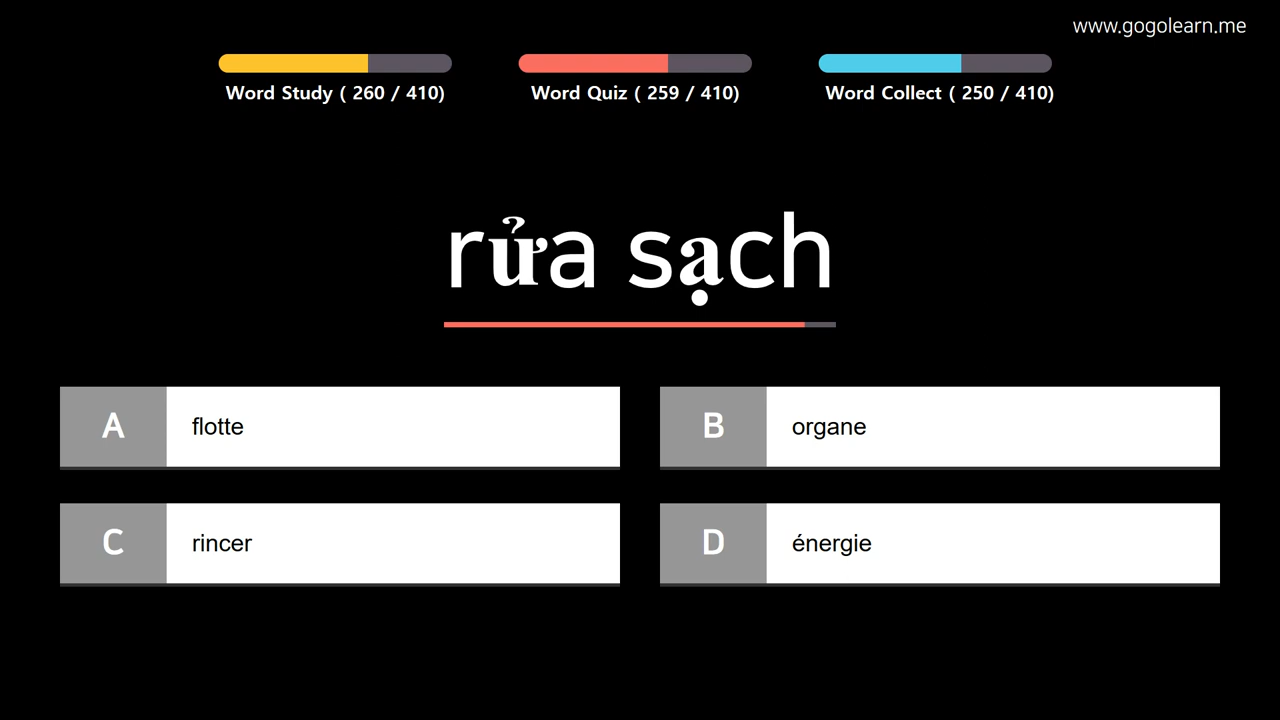 www.gogolearn.me
Word Study ( 260 / 410)
Word Quiz ( 259 / 410)
Word Collect ( 250 / 410)
rửa sạch
A flotte
B organe
C rincer
D énergie